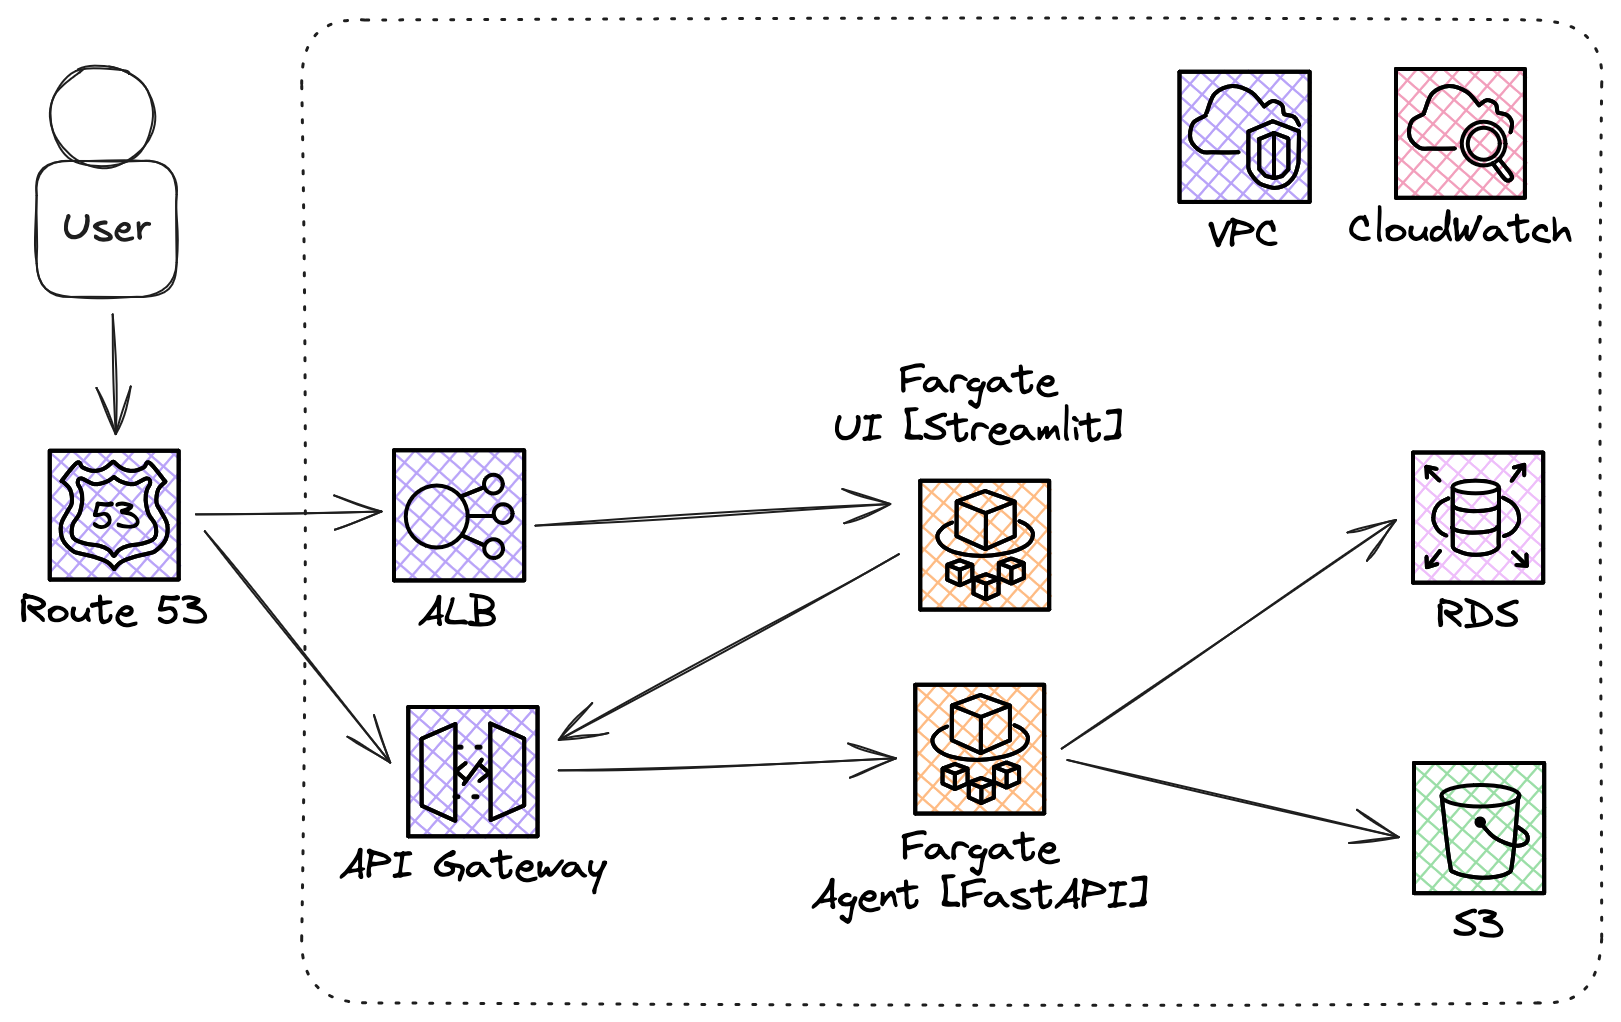 User
VPC
CloudWatch
Fargate
UI [Streamlit]
53
Route 53
ALB
RDS
API Gateway
Fargate
Agent [FastAPI]
S3